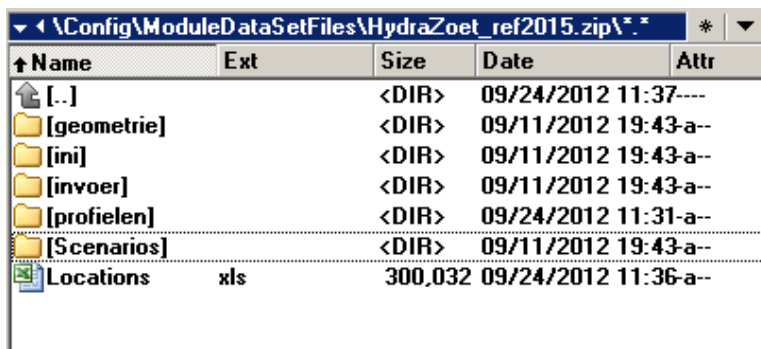 \Config\ModuleDataSetFiles\HydraZoet_ref2015.zip\*.* *
Name Ext Size Date Attr
[..] <DIR> 09/24/2012 11:37 ----
[geometrie] <DIR> 09/11/2012 19:43 -a--
[ini] <DIR> 09/11/2012 19:43 -a--
[invoer] <DIR> 09/11/2012 19:43 -a--
[profielen] <DIR> 09/24/2012 11:31 -a--
[Scenarios] <DIR> 09/11/2012 19:43 -a--
Locations xls 300,032 09/24/2012 11:36 -a--